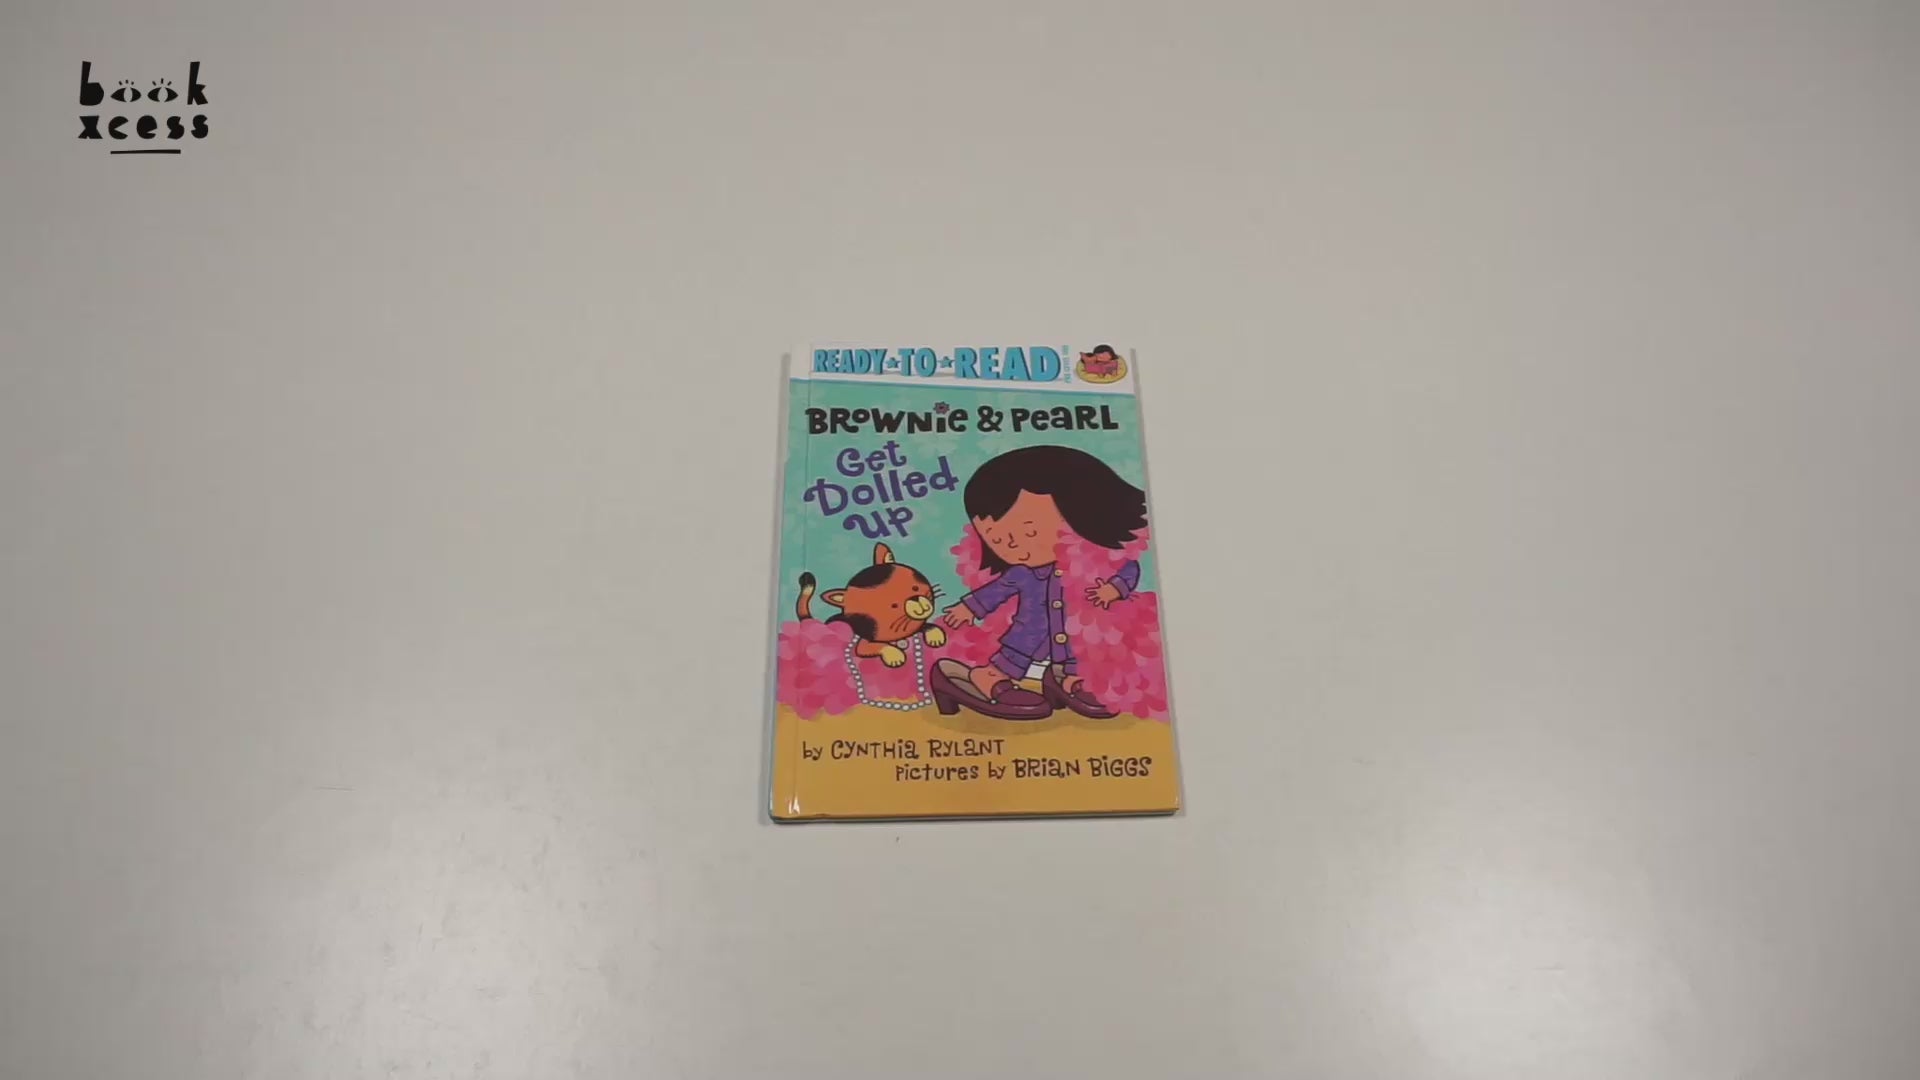 book
xcess
READY★TO★READ
BROWNiE & PEARL
Get
Dolled
Up
by CYNTHIA RYLANT
Pictures by BRIAN BIGGS